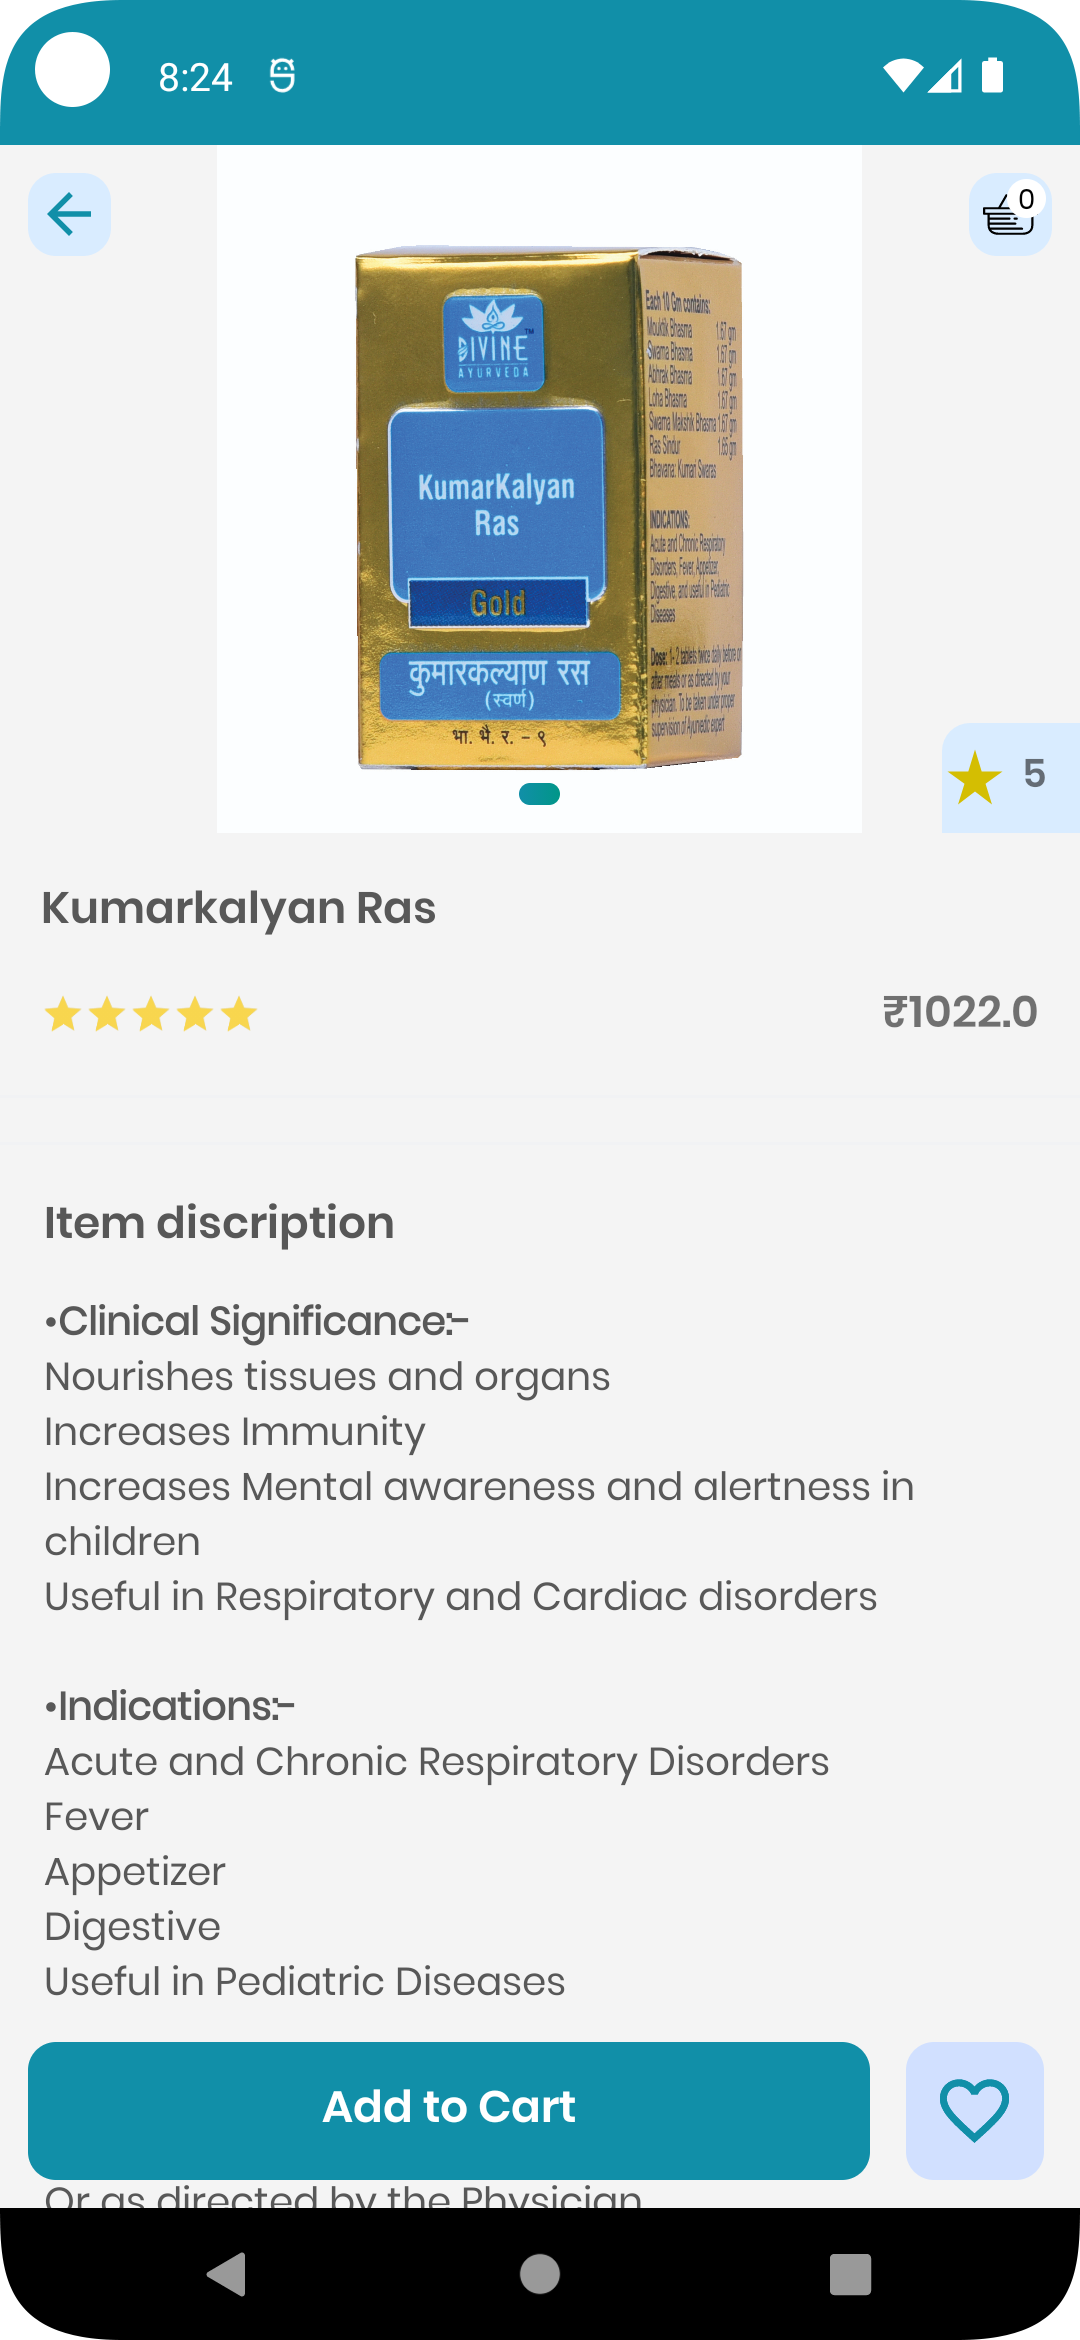 8:24
0
DIVINE
AYURVEDA
TM
KumarKalyan
Ras
Gold
कुमारकल्याण रस
(स्वर्ण)
भा. भै. र. - ९
Each 10 Gm contains:
Mouktik Bhasma 1.67 gm
Swarna Bhasma 1.67 gm
Abhrak Bhasma 1.67 gm
Loha Bhasma 1.67 gm
Swarna Makshik Bhasma 1.67 gm
Ras Sindur 1.65 gm
Bhavana: Kumari Swaras
INDICATIONS:
Acute and Chronic Respiratory
Disorders, Fever, Appetizer,
Digestive, and useful in Pediatric
Diseases
Dose: 1- 2 tablets twice daily before or
after meals or as directed by your
physician. To be taken under proper
supervision of Ayurvedic expert
5
Kumarkalyan Ras
₹1022.0
Item discription
•Clinical Significance:-
Nourishes tissues and organs
Increases Immunity
Increases Mental awareness and alertness in
children
Useful in Respiratory and Cardiac disorders
•Indications:-
Acute and Chronic Respiratory Disorders
Fever
Appetizer
Digestive
Useful in Pediatric Diseases
Add to Cart
Or as directed by the Physician